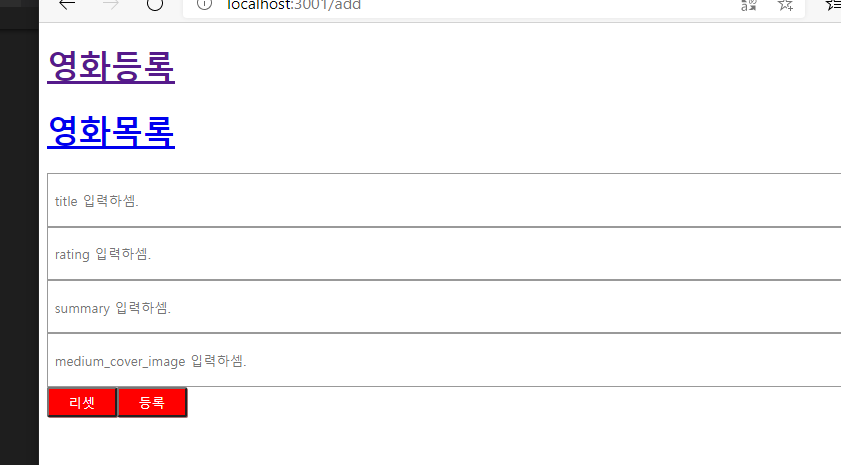 localhost:3001/add
영화등록
영화목록
title 입력하셈.
rating 입력하셈.
summary 입력하셈.
medium_cover_image 입력하셈.
리셋 등록